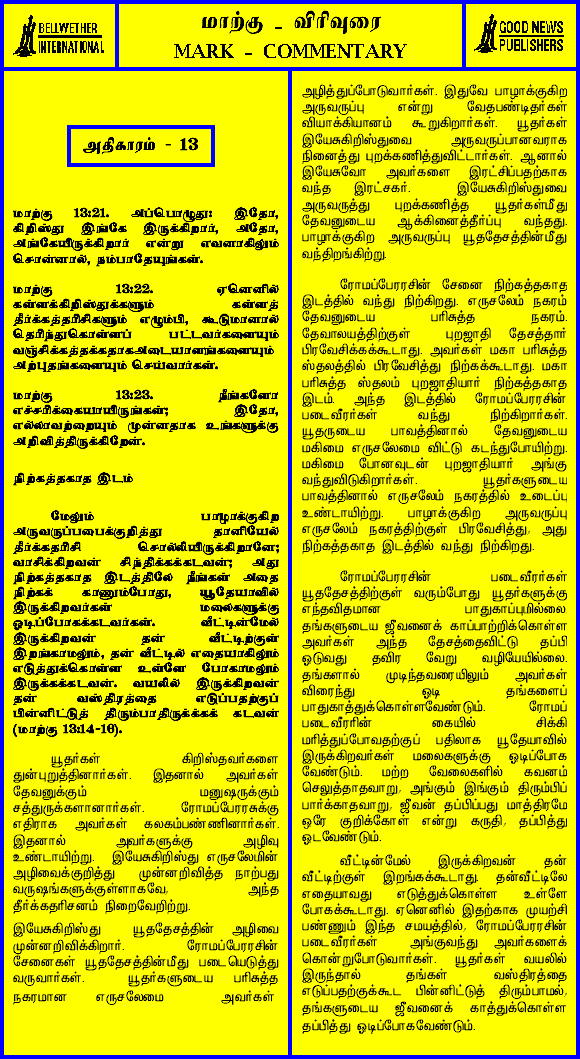 BELLWETHER
INTERNATIONAL
மாற்கு - விரிவுரை
MARK - COMMENTARY
GOOD NEWS
PUBLISHERS
அதிகாரம் - 13
மாற்கு 13:21. அப்பொழுது: இதோ,
கிறிஸ்து இங்கே இருக்கிறார், அதோ,
அங்கேயிருக்கிறார் என்று எவனாகிலும்
சொன்னால், நம்பாதேயுங்கள்.
மாற்கு 13:22. ஏனெனில்
கள்ளக்கிறிஸ்துக்களும் கள்ளத்
தீர்க்கத்தரிசிகளும் எழும்பி, கூடுமானால்
தெரிந்துகொள்ளப் பட்டவர்களையும்
வஞ்சிக்கத்தக்கதாகஅடையாளங்களையும்
அற்புதங்களையும் செய்வார்கள்.
மாற்கு 13:23. நீங்களோ
எச்சரிக்கையாயிருங்கள்; இதோ,
எல்லாவற்றையும் முன்னதாக உங்களுக்கு
அறிவித்திருக்கிறேன்.
நிற்கத்தகாத இடம்
மேலும் பாழாக்குகிற
அருவருப்பபைக்குறித்து தானியேல்
தீர்க்கதரிசி சொல்லியிருக்கிறானே;
வாசிக்கிறவன் சிந்திக்கக்கடவன்; அது
நிற்கத்தகாத இடத்திலே நீங்கள் அதை
நிற்கக் காணும்போது, யூதேயாவில்
இருக்கிறவர்கள் மலைகளுக்கு
ஓடிப்போகக்கடவர்கள். வீட்டின்மேல்
இருக்கிறவன் தன் வீட்டிற்குள்
இறங்காமலும், தன் வீட்டில் எதையாகிலும்
எடுத்துக்கொள்ள உள்ளே போகாமலும்
இருக்கக்கடவன். வயலில் இருக்கிறவன்
தன் வஸ்திரத்தை எடுப்பதற்குப்
பின்னிட்டுத் திரும்பாதிருக்க்கக் கடவன்
(மாற்கு 13:14-16).
யூதர்கள் கிறிஸ்தவர்களை
துன்புறுத்தினார்கள். இதனால் அவர்கள்
தேவனுக்கும் மனுஷருக்கும்
சத்துருக்களானார்கள். ரோமப்பேரரசுக்கு
எதிராக அவர்கள் கலகம்பண்ணினார்கள்.
இதனால் அவர்களுக்கு அழிவு
உண்டாயிற்று. இயேசுகிறிஸ்து எருசலேமின்
அழிவைக்குறித்து முன்னறிவித்த நாற்பது
வருஷங்களுக்குள்ளாகவே, அந்த
தீர்க்கதரிசனம் நிறைவேறிற்று.
இயேசுகிறிஸ்து யூததேசத்தின் அழிவை
முன்னறிவிக்கிறார். ரோமப்பேரரசின்
சேனைகள் யூததேசத்தின்மீது படையெடுத்து
வருவார்கள். யூதர்களுடைய பரிசுத்த
நகரமான எருசலேமை அவர்கள்
அழித்துப்போடுவார்கள். இதுவே பாழாக்குகிற
அருவருப்பு என்று வேதபண்டிதர்கள்
வியாக்கியானம் கூறுகிறார்கள். யூதர்கள்
இயேசுகிறிஸ்துவை அருவருப்பானவராக
நினைத்து புறக்கணித்துவிட்டார்கள். ஆனால்
இயேசுவோ அவர்களை இரட்சிப்பதற்காக
வந்த இரட்சகர். இயேசுகிறிஸ்துவை
அருவருத்து புறக்கணித்த யூதர்கள்மீது
தேவனுடைய ஆக்கினைத்தீர்ப்பு வந்தது.
பாழாக்குகிற அருவருப்பு யூததேசத்தின்மீது
வந்திறங்கிற்று.
ரோமப்பேரரசின் சேனை நிற்கத்தகாத
இடத்தில் வந்து நிற்கிறது. எருசலேம் நகரம்
தேவனுடைய பரிசுத்த நகரம்.
தேவாலயத்திற்குள் புறஜாதி தேசத்தார்
பிரவேசிக்கக்கூடாது. அவர்கள் மகா பரிசுத்த
ஸ்தலத்தில் பிரவேசித்து நிற்கக்கூடாது. மகா
பரிசுத்த ஸ்தலம் புறஜாதியார் நிற்கத்தகாத
இடம். அந்த இடத்தில் ரோமப்பேரரசின்
படைவீரர்கள் வந்து நிற்கிறார்கள்.
யூதருடைய பாவத்தினால் தேவனுடைய
மகிமை எருசலேமை விட்டு கடந்துபோயிற்று.
மகிமை போனவுடன் புறஜாதியார் அங்கு
வந்துவிடுகிறார்கள். யூதர்களுடைய
பாவத்தினால் எருசலேம் நகரத்தில் உடைப்பு
உண்டாயிற்று. பாழாக்குகிற அருவருப்பு
எருசலேம் நகரத்திற்குள் பிரவேசித்து, அது
நிற்கத்தகாத இடத்தில் வந்து நிற்கிறது.
ரோமப்பேரரசின் படைவீரர்கள்
யூததேசத்திற்குள் வரும்போது யூதர்களுக்கு
எந்தவிதமான பாதுகாப்புமில்லை.
தங்களுடைய ஜீவனைக் காப்பாற்றிக்கொள்ள
அவர்கள் அந்த தேசத்தைவிட்டு தப்பி
ஓடுவது தவிர வேறு வழியேயில்லை.
தங்களால் முடிந்தவரையிலும் அவர்கள்
விரைந்து ஓடி தங்களைப்
பாதுகாத்துக்கொள்ளவேண்டும். ரோமப்
படைவீரரின் கையில் சிக்கி
மரித்துப்போவதற்குப் பதிலாக யூதேயாவில்
இருக்கிறவர்கள் மலைகளுக்கு ஓடிப்போக
வேண்டும். மற்ற வேலைகளில் கவனம்
செலுத்தாதவாறு, அங்கும் இங்கும் திரும்பிப்
பார்க்காதவாறு, ஜீவன் தப்பிப்பது மாத்திரமே
ஒரே குறிக்கோள் என்று கருதி, தப்பித்து
ஓடவேண்டும்.
வீட்டின்மேல் இருக்கிறவன் தன்
வீட்டிற்குள் இறங்கக்கூடாது. தன்வீட்டிலே
எதையாவது எடுத்துக்கொள்ள உள்ளே
போகக்கூடாது. ஏனெனில் இதற்காக முயற்சி
பண்ணும் இந்த சமயத்தில், ரோமப்பேரரசின்
படைவீரர்கள் அங்குவந்து அவர்களைக்
கொன்றுபோடுவார்கள். யூதர்கள் வயலில்
இருந்தால் தங்கள் வஸ்திரத்தை
எடுப்பதற்குக்கூட பின்னிட்டுத் திரும்பாமல்,
தங்களுடைய ஜீவனைக் காத்துக்கொள்ள
தப்பித்து ஓடிப்போகவேண்டும்.